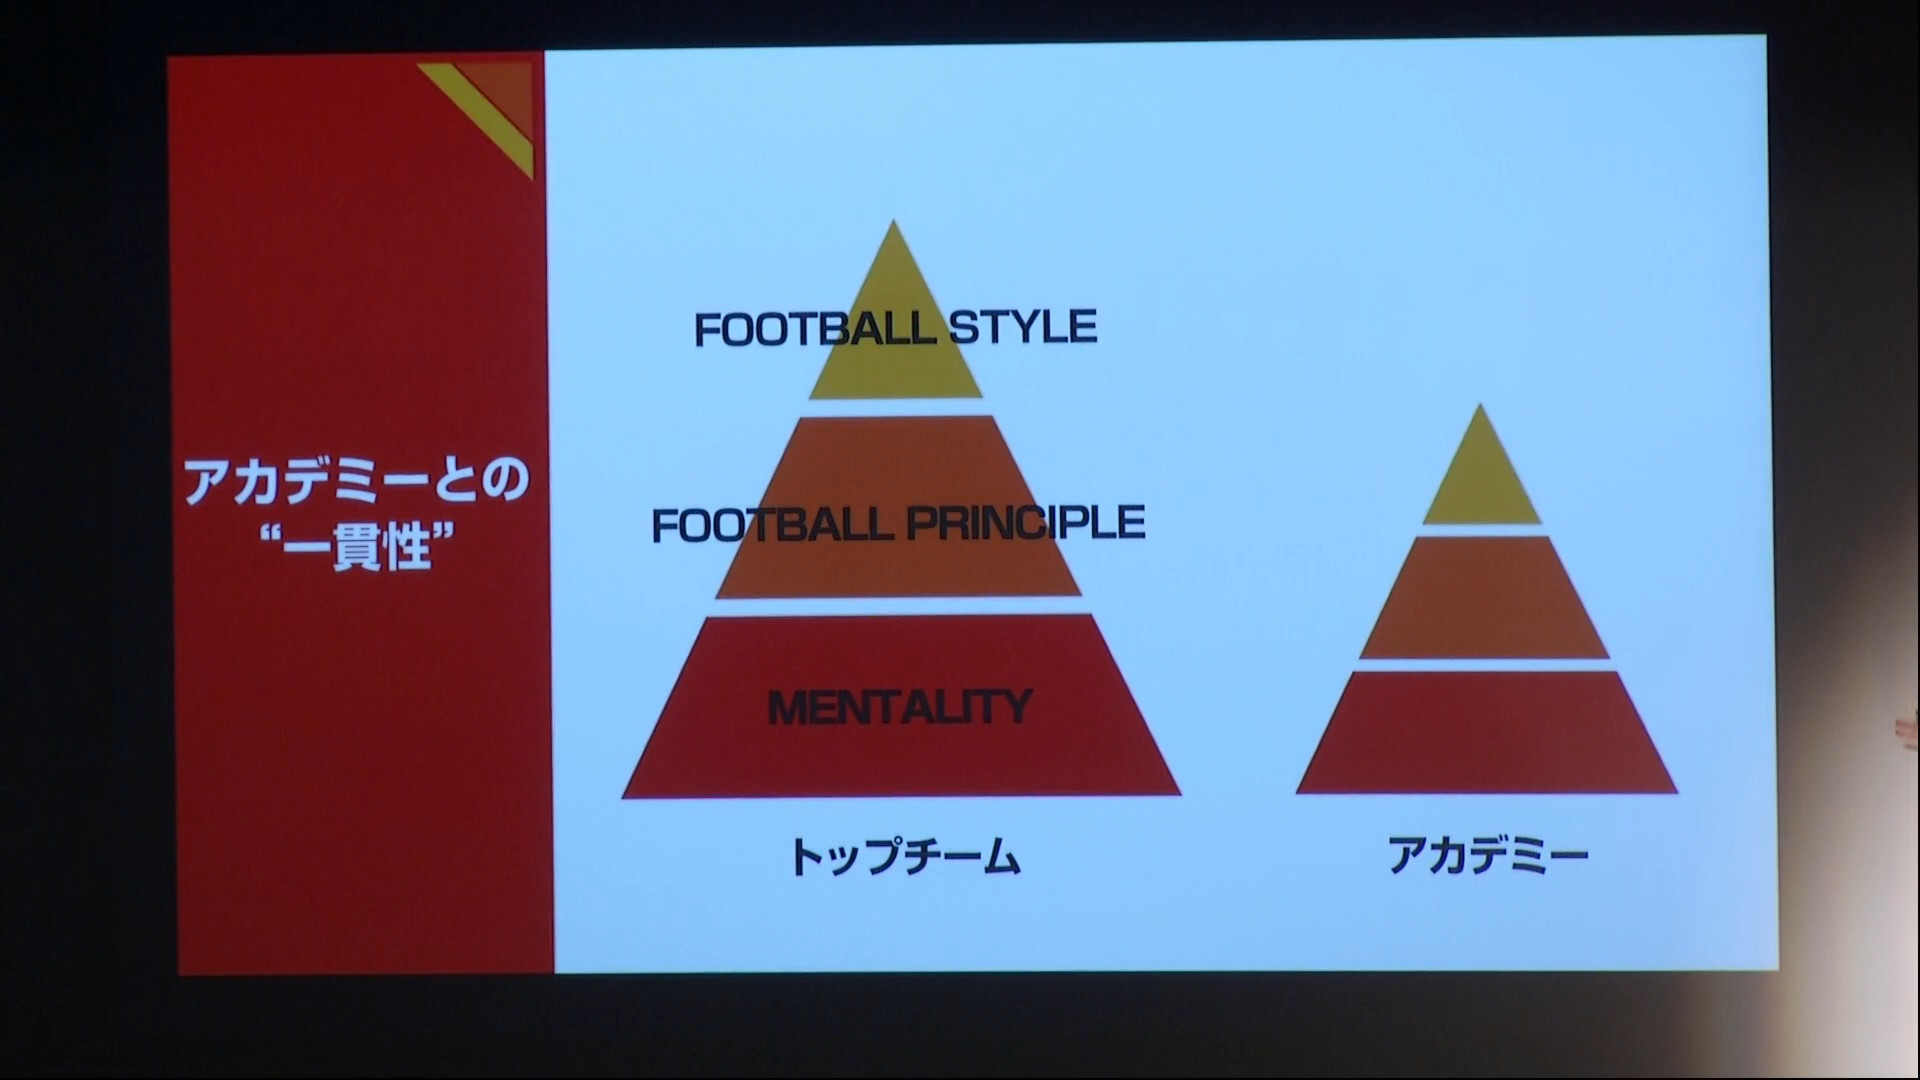 アカデミーとの
“一貫性”
FOOTBALL STYLE
FOOTBALL PRINCIPLE
MENTALITY
トップチーム
アカデミー